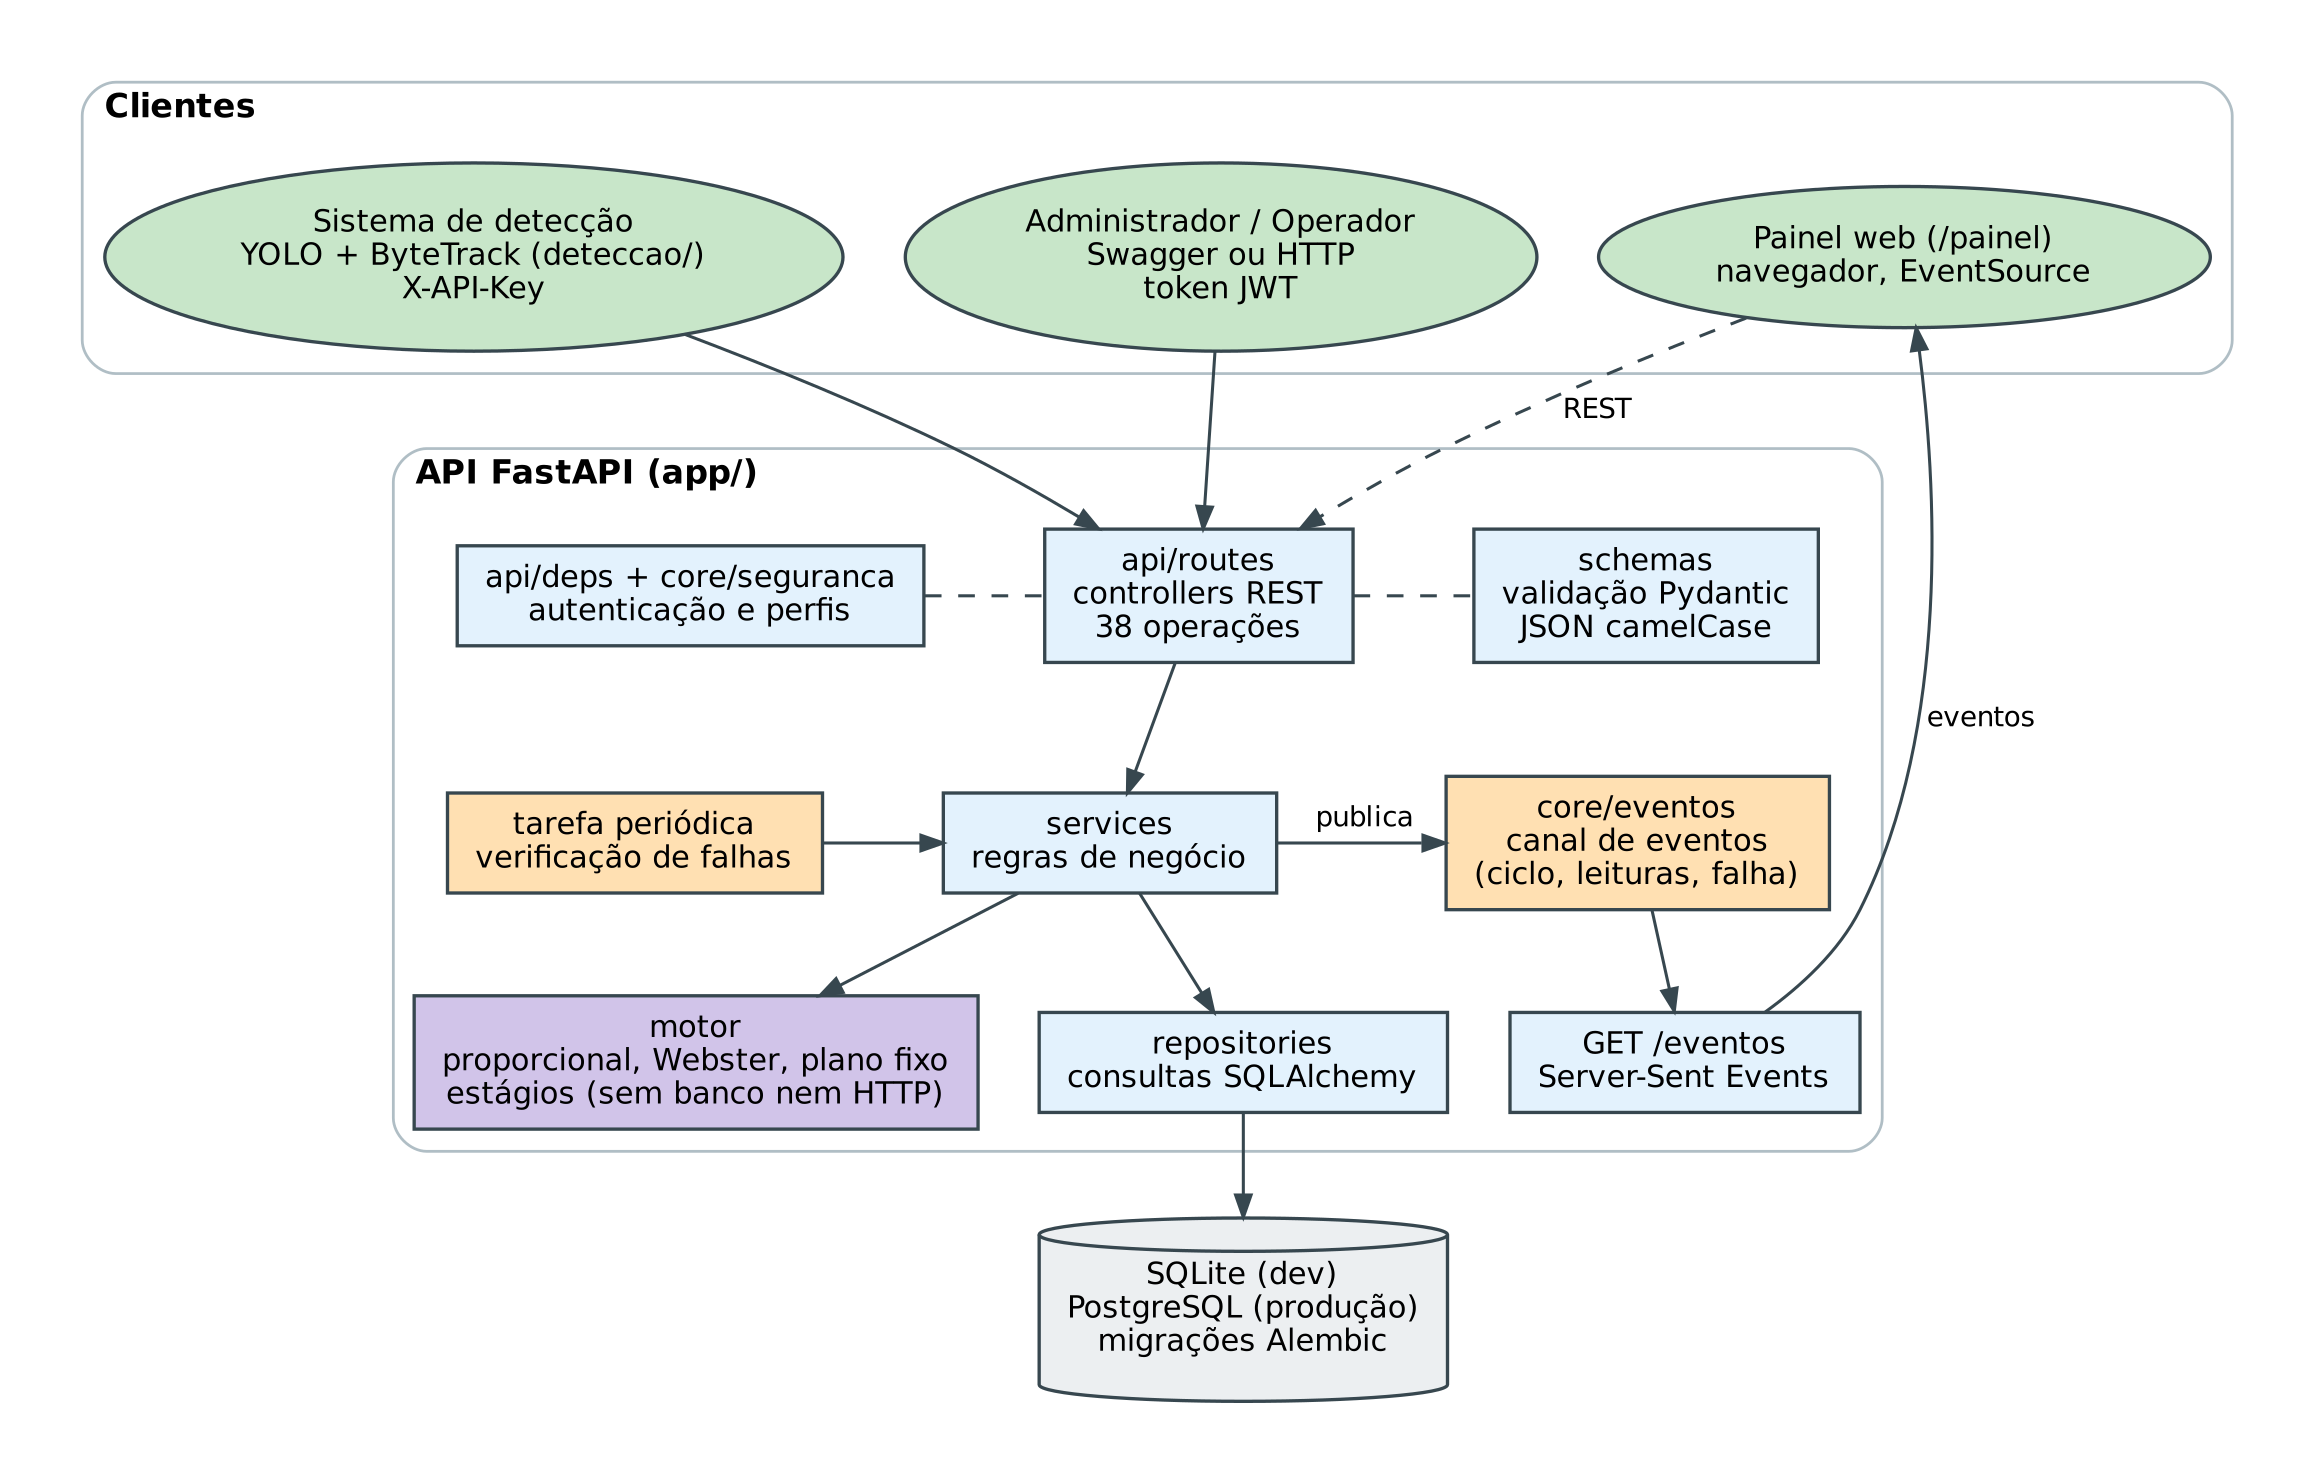 Clientes
Sistema de detecção
YOLO + ByteTrack (deteccao/)
X-API-Key
Administrador / Operador
Swagger ou HTTP
token JWT
Painel web (/painel)
navegador, EventSource
REST
API FastAPI (app/)
api/deps + core/seguranca
autenticação e perfis
api/routes
controllers REST
38 operações
schemas
validação Pydantic
JSON camelCase
eventos
tarefa periódica
verificação de falhas
services
regras de negócio
publica
core/eventos
canal de eventos
(ciclo, leituras, falha)
motor
proporcional, Webster, plano fixo
estágios (sem banco nem HTTP)
repositories
consultas SQLAlchemy
GET /eventos
Server-Sent Events
SQLite (dev)
PostgreSQL (produção)
migrações Alembic